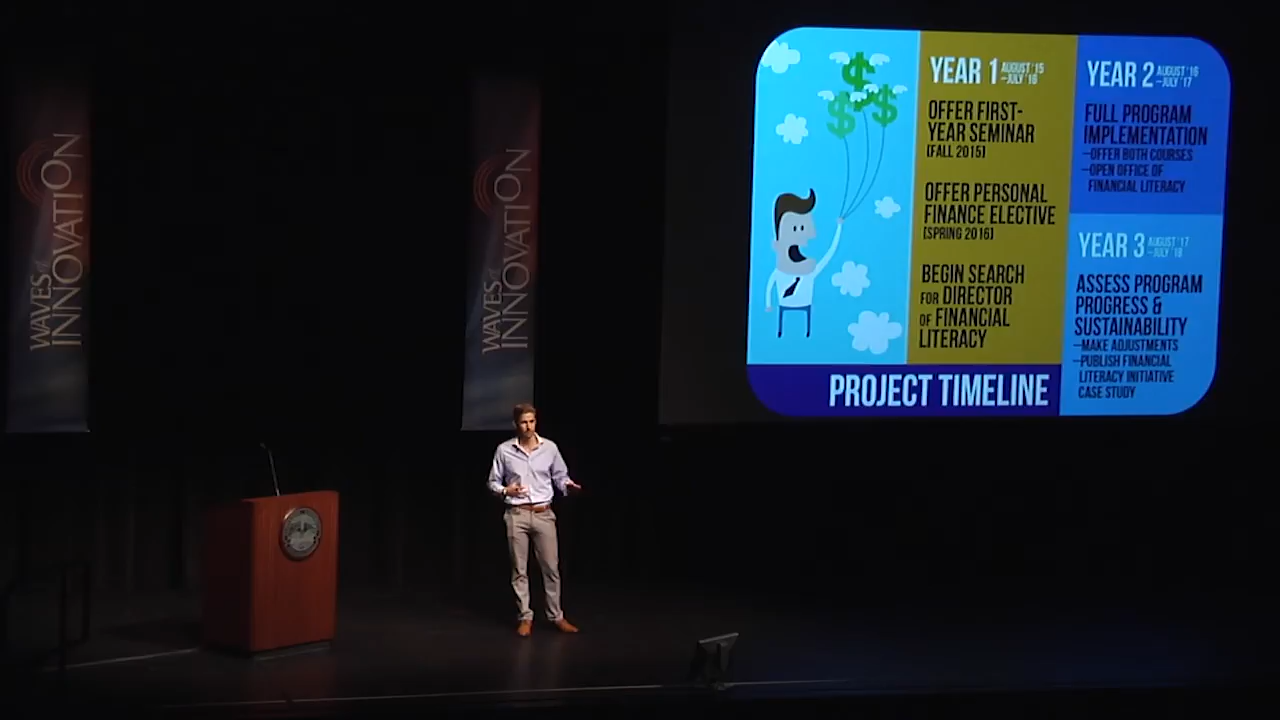 WAVES of
INNOVATION
WAVES of
INNOVATION
YEAR 1 AUGUST '15
–JULY '16
OFFER FIRST-
YEAR SEMINAR
[FALL 2015]
OFFER PERSONAL
FINANCE ELECTIVE
[SPRING 2016]
BEGIN SEARCH
FOR DIRECTOR
OF FINANCIAL
LITERACY
YEAR 2 AUGUST '16
–JULY '17
FULL PROGRAM
IMPLEMENTATION
–OFFER BOTH COURSES
–OPEN OFFICE OF
FINANCIAL LITERACY
YEAR 3 AUGUST '17
–JULY '18
ASSESS PROGRAM
PROGRESS &
SUSTAINABILITY
–MAKE ADJUSTMENTS
–PUBLISH FINANCIAL
LITERACY INITIATIVE
CASE STUDY
PROJECT TIMELINE